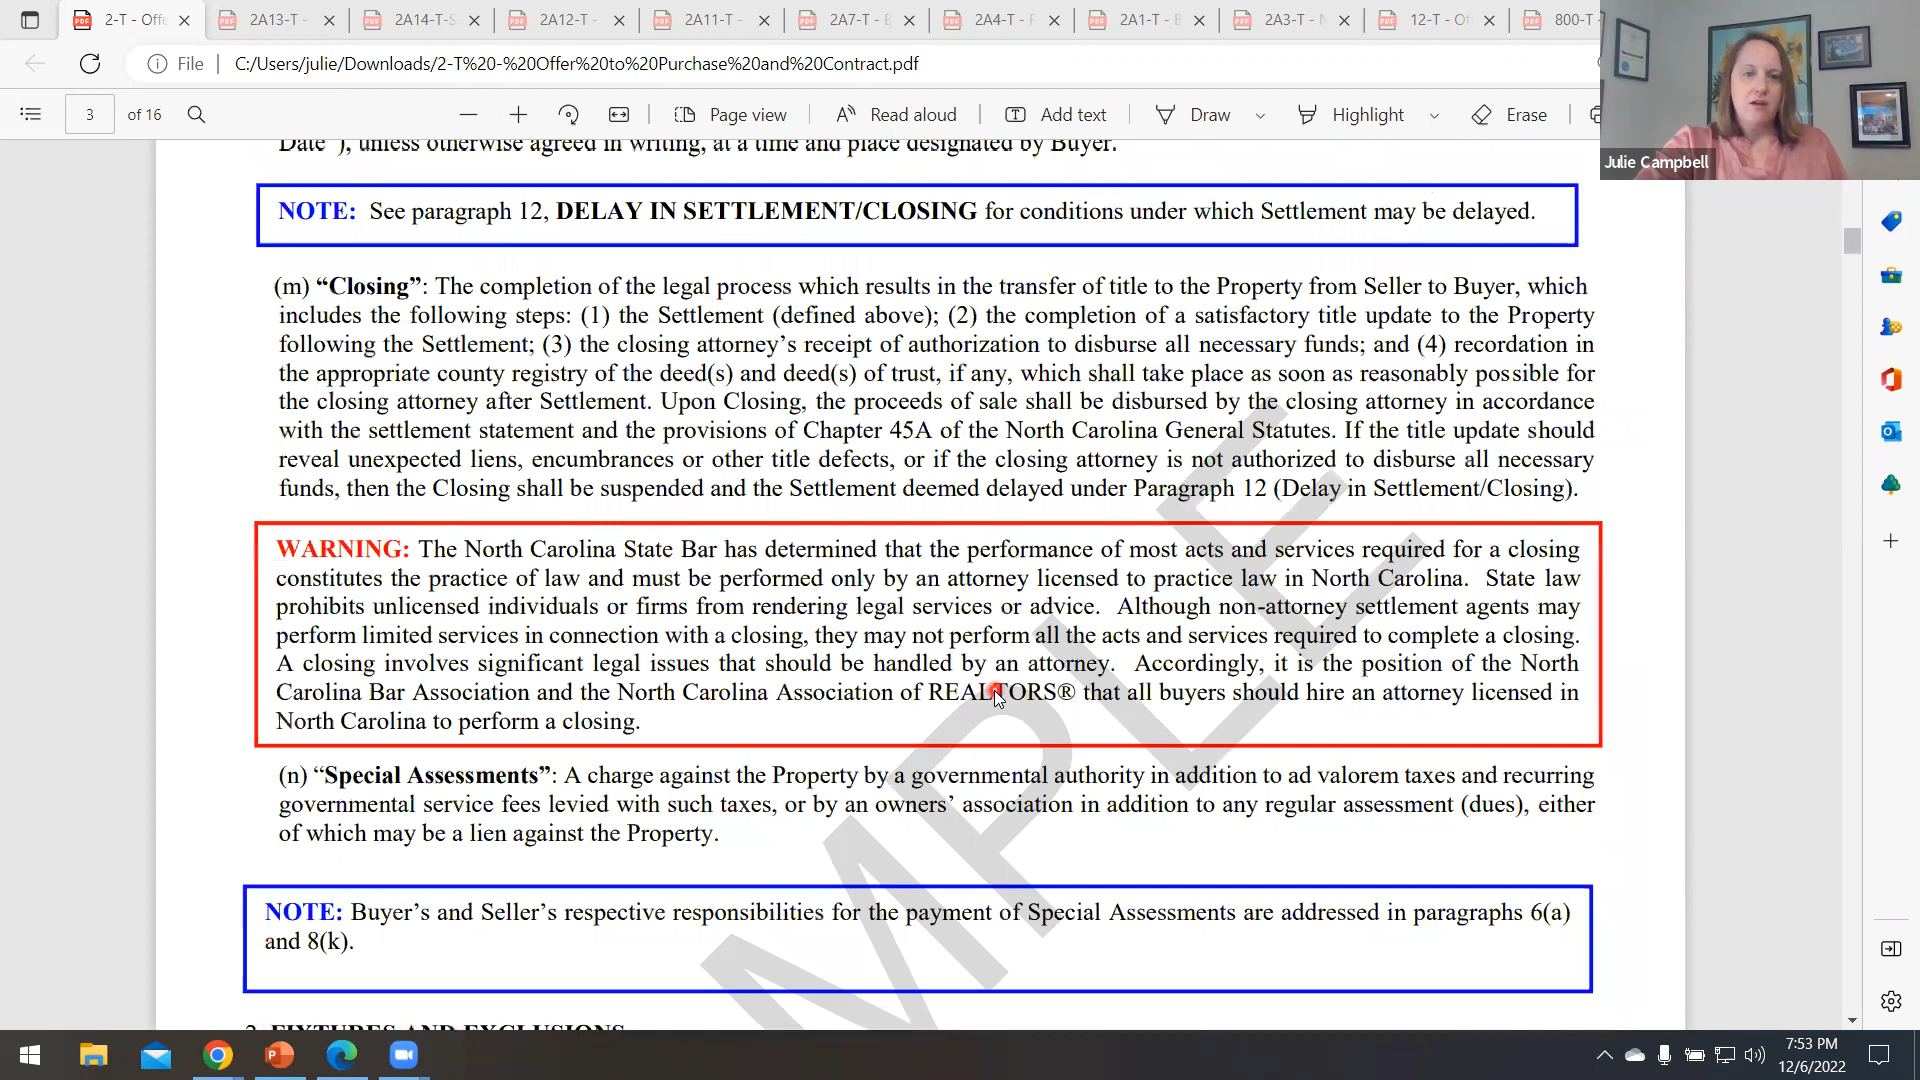 2-T - Offe
2A13-T -
2A14-T-S
2A12-T -
2A11-T -
2A7-T - B
2A4-T - F
2A1-T - B
2A3-T - N
12-T - Of
800-T -
File
C:/Users/julie/Downloads/2-T%20-%20Offer%20to%20Purchase%20and%20Contract.pdf
3
of 16
Page view
Read aloud
Add text
Draw
Highlight
Erase
Julie Campbell
Date"), unless otherwise agreed in writing, at a time and place designated by Buyer.
NOTE: See paragraph 12, DELAY IN SETTLEMENT/CLOSING for conditions under which Settlement may be delayed.
(m) “Closing”: The completion of the legal process which results in the transfer of title to the Property from Seller to Buyer, which
includes the following steps: (1) the Settlement (defined above); (2) the completion of a satisfactory title update to the Property
following the Settlement; (3) the closing attorney’s receipt of authorization to disburse all necessary funds; and (4) recordation in
the appropriate county registry of the deed(s) and deed(s) of trust, if any, which shall take place as soon as reasonably possible for
the closing attorney after Settlement. Upon Closing, the proceeds of sale shall be disbursed by the closing attorney in accordance
with the settlement statement and the provisions of Chapter 45A of the North Carolina General Statutes. If the title update should
reveal unexpected liens, encumbrances or other title defects, or if the closing attorney is not authorized to disburse all necessary
funds, then the Closing shall be suspended and the Settlement deemed delayed under Paragraph 12 (Delay in Settlement/Closing).
WARNING: The North Carolina State Bar has determined that the performance of most acts and services required for a closing
constitutes the practice of law and must be performed only by an attorney licensed to practice law in North Carolina. State law
prohibits unlicensed individuals or firms from rendering legal services or advice. Although non-attorney settlement agents may
perform limited services in connection with a closing, they may not perform all the acts and services required to complete a closing.
A closing involves significant legal issues that should be handled by an attorney. Accordingly, it is the position of the North
Carolina Bar Association and the North Carolina Association of REALTORS® that all buyers should hire an attorney licensed in
North Carolina to perform a closing.
(n) “Special Assessments”: A charge against the Property by a governmental authority in addition to ad valorem taxes and recurring
governmental service fees levied with such taxes, or by an owners’ association in addition to any regular assessment (dues), either
of which may be a lien against the Property.
NOTE: Buyer’s and Seller’s respective responsibilities for the payment of Special Assessments are addressed in paragraphs 6(a)
and 8(k).
2. FIXTURES AND EXCLUSIONS
MPLE
7:53 PM
12/6/2022